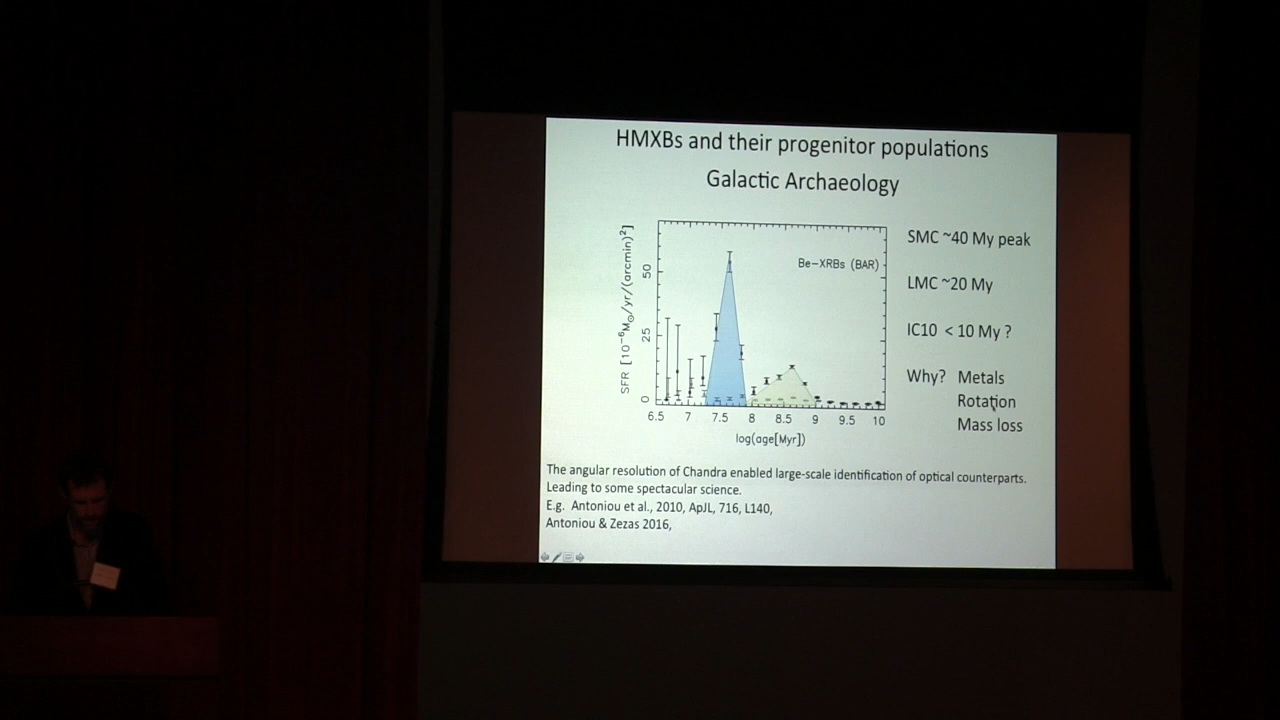 HMXBs and their progenitor populations
Galactic Archaeology
SFR [10⁻⁶M☉/yr/(arcmin)²]
50
25
0
Be-XRBs (BAR)
6.5 7 7.5 8 8.5 9 9.5 10
log(age[Myr])
SMC ~40 My peak
LMC ~20 My
IC10 < 10 My ?
Why? Metals
Rotation
Mass loss
The angular resolution of Chandra enabled large-scale identification of optical counterparts.
Leading to some spectacular science.
E.g. Antoniou et al., 2010, ApJL, 716, L140,
Antoniou & Zezas 2016,